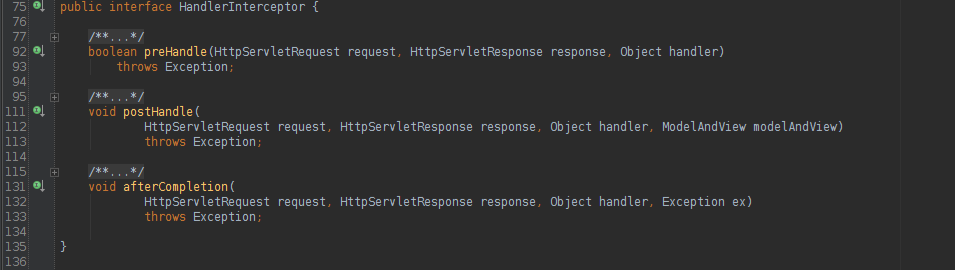 75 public interface HandlerInterceptor {
76
77 /**...*/
92 boolean preHandle(HttpServletRequest request, HttpServletResponse response, Object handler)
93 throws Exception;
94
95 /**...*/
111 void postHandle(
112 HttpServletRequest request, HttpServletResponse response, Object handler, ModelAndView modelAndView)
113 throws Exception;
114
115 /**...*/
131 void afterCompletion(
132 HttpServletRequest request, HttpServletResponse response, Object handler, Exception ex)
133 throws Exception;
134
135 }
136